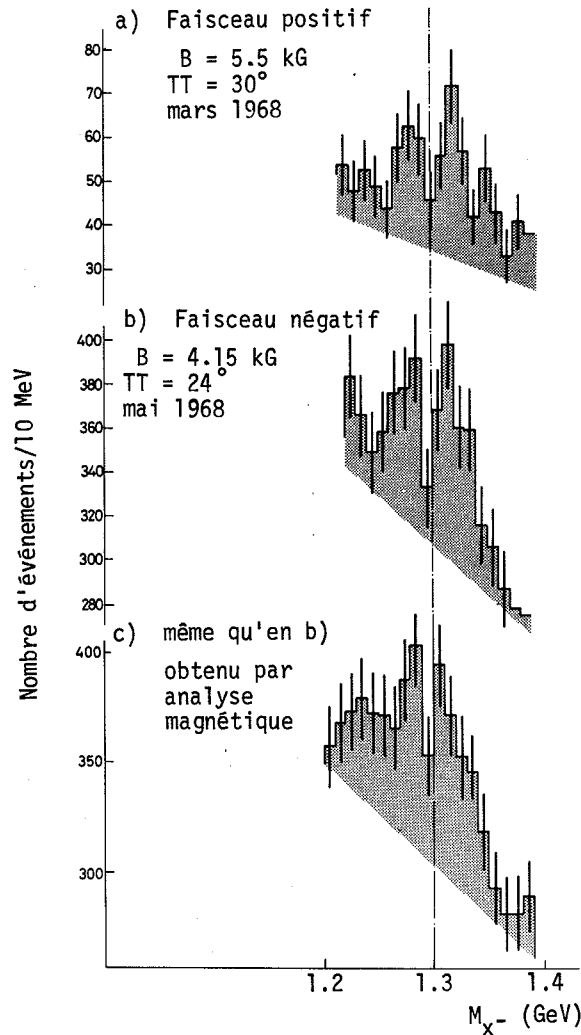 a) Faisceau positif
B = 5.5 kG
TT = 30°
mars 1968
80
70
60
50
40
30
b) Faisceau négatif
B = 4.15 kG
TT = 24°
mai 1968
400
380
360
340
320
300
280
c) même qu'en b)
obtenu par
analyse
magnétique
400
350
300
Nombre d'événements/10 MeV
1.2
1.3
1.4
Mx- (GeV)